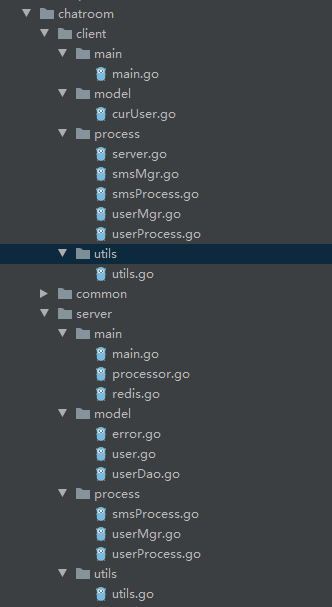 chatroom
client
main
main.go
model
curUser.go
process
server.go
smsMgr.go
smsProcess.go
userMgr.go
userProcess.go
utils
utils.go
common
server
main
main.go
processor.go
redis.go
model
error.go
user.go
userDao.go
process
smsProcess.go
userMgr.go
userProcess.go
utils
utils.go